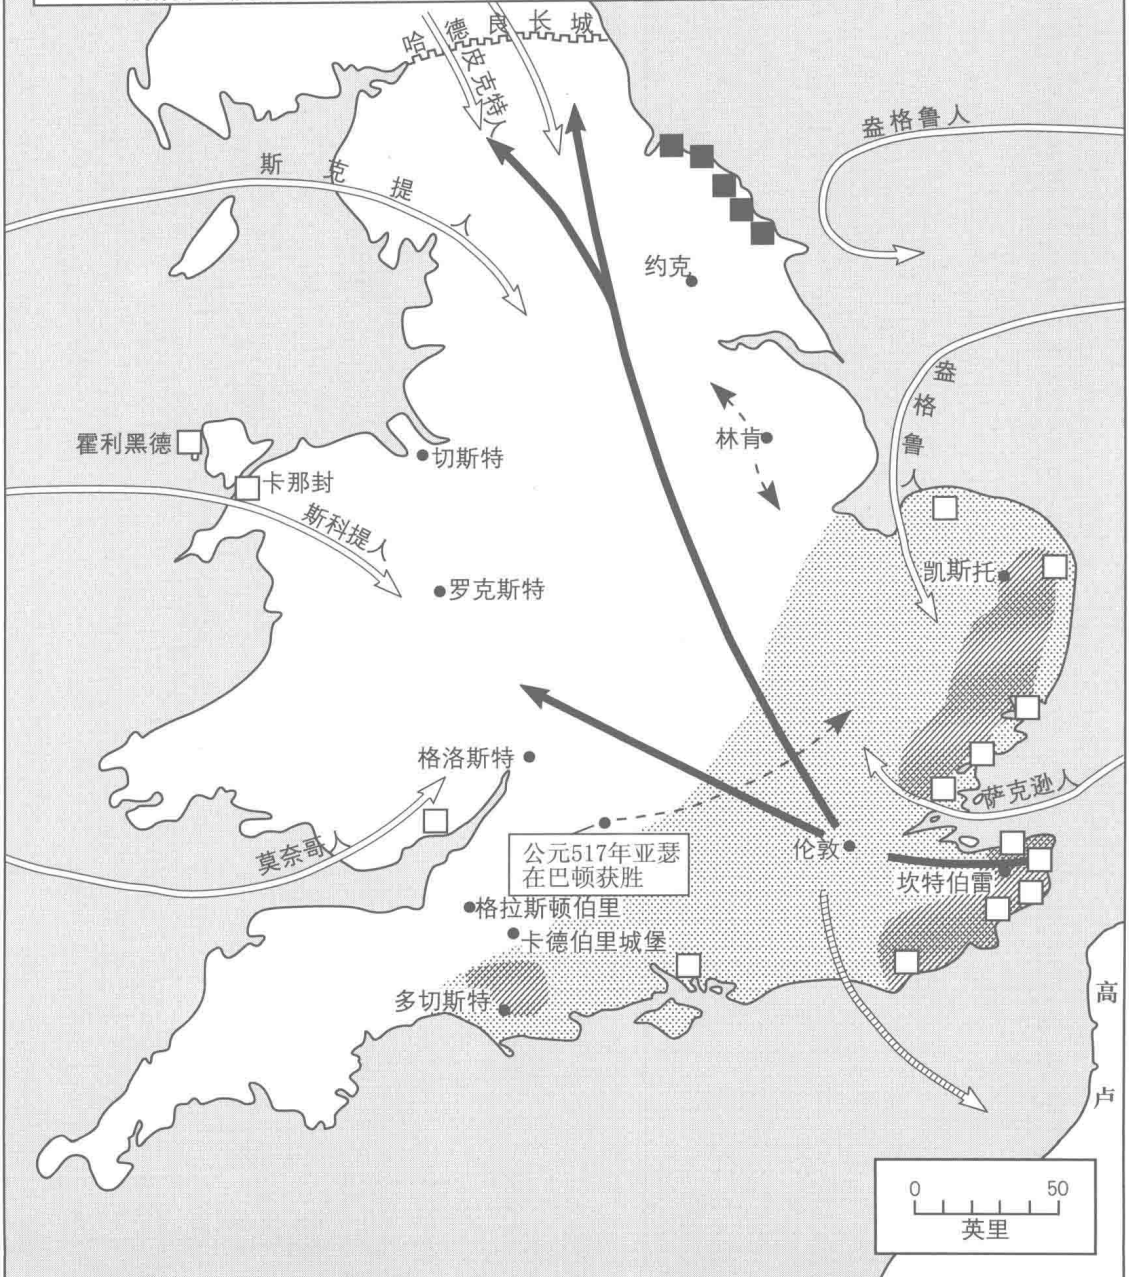 哈德良长城
皮克特人
盎格鲁人
斯克提人
约克
盎格鲁人
林肯
霍利黑德
切斯特
卡那封
斯科提人
凯斯托
罗克斯特
格洛斯特
萨克逊人
莫奈哥人
公元517年亚瑟
在巴顿获胜
伦敦
坎特伯雷
格拉斯顿伯里
卡德伯里城堡
多切斯特
高卢
0 50
英里